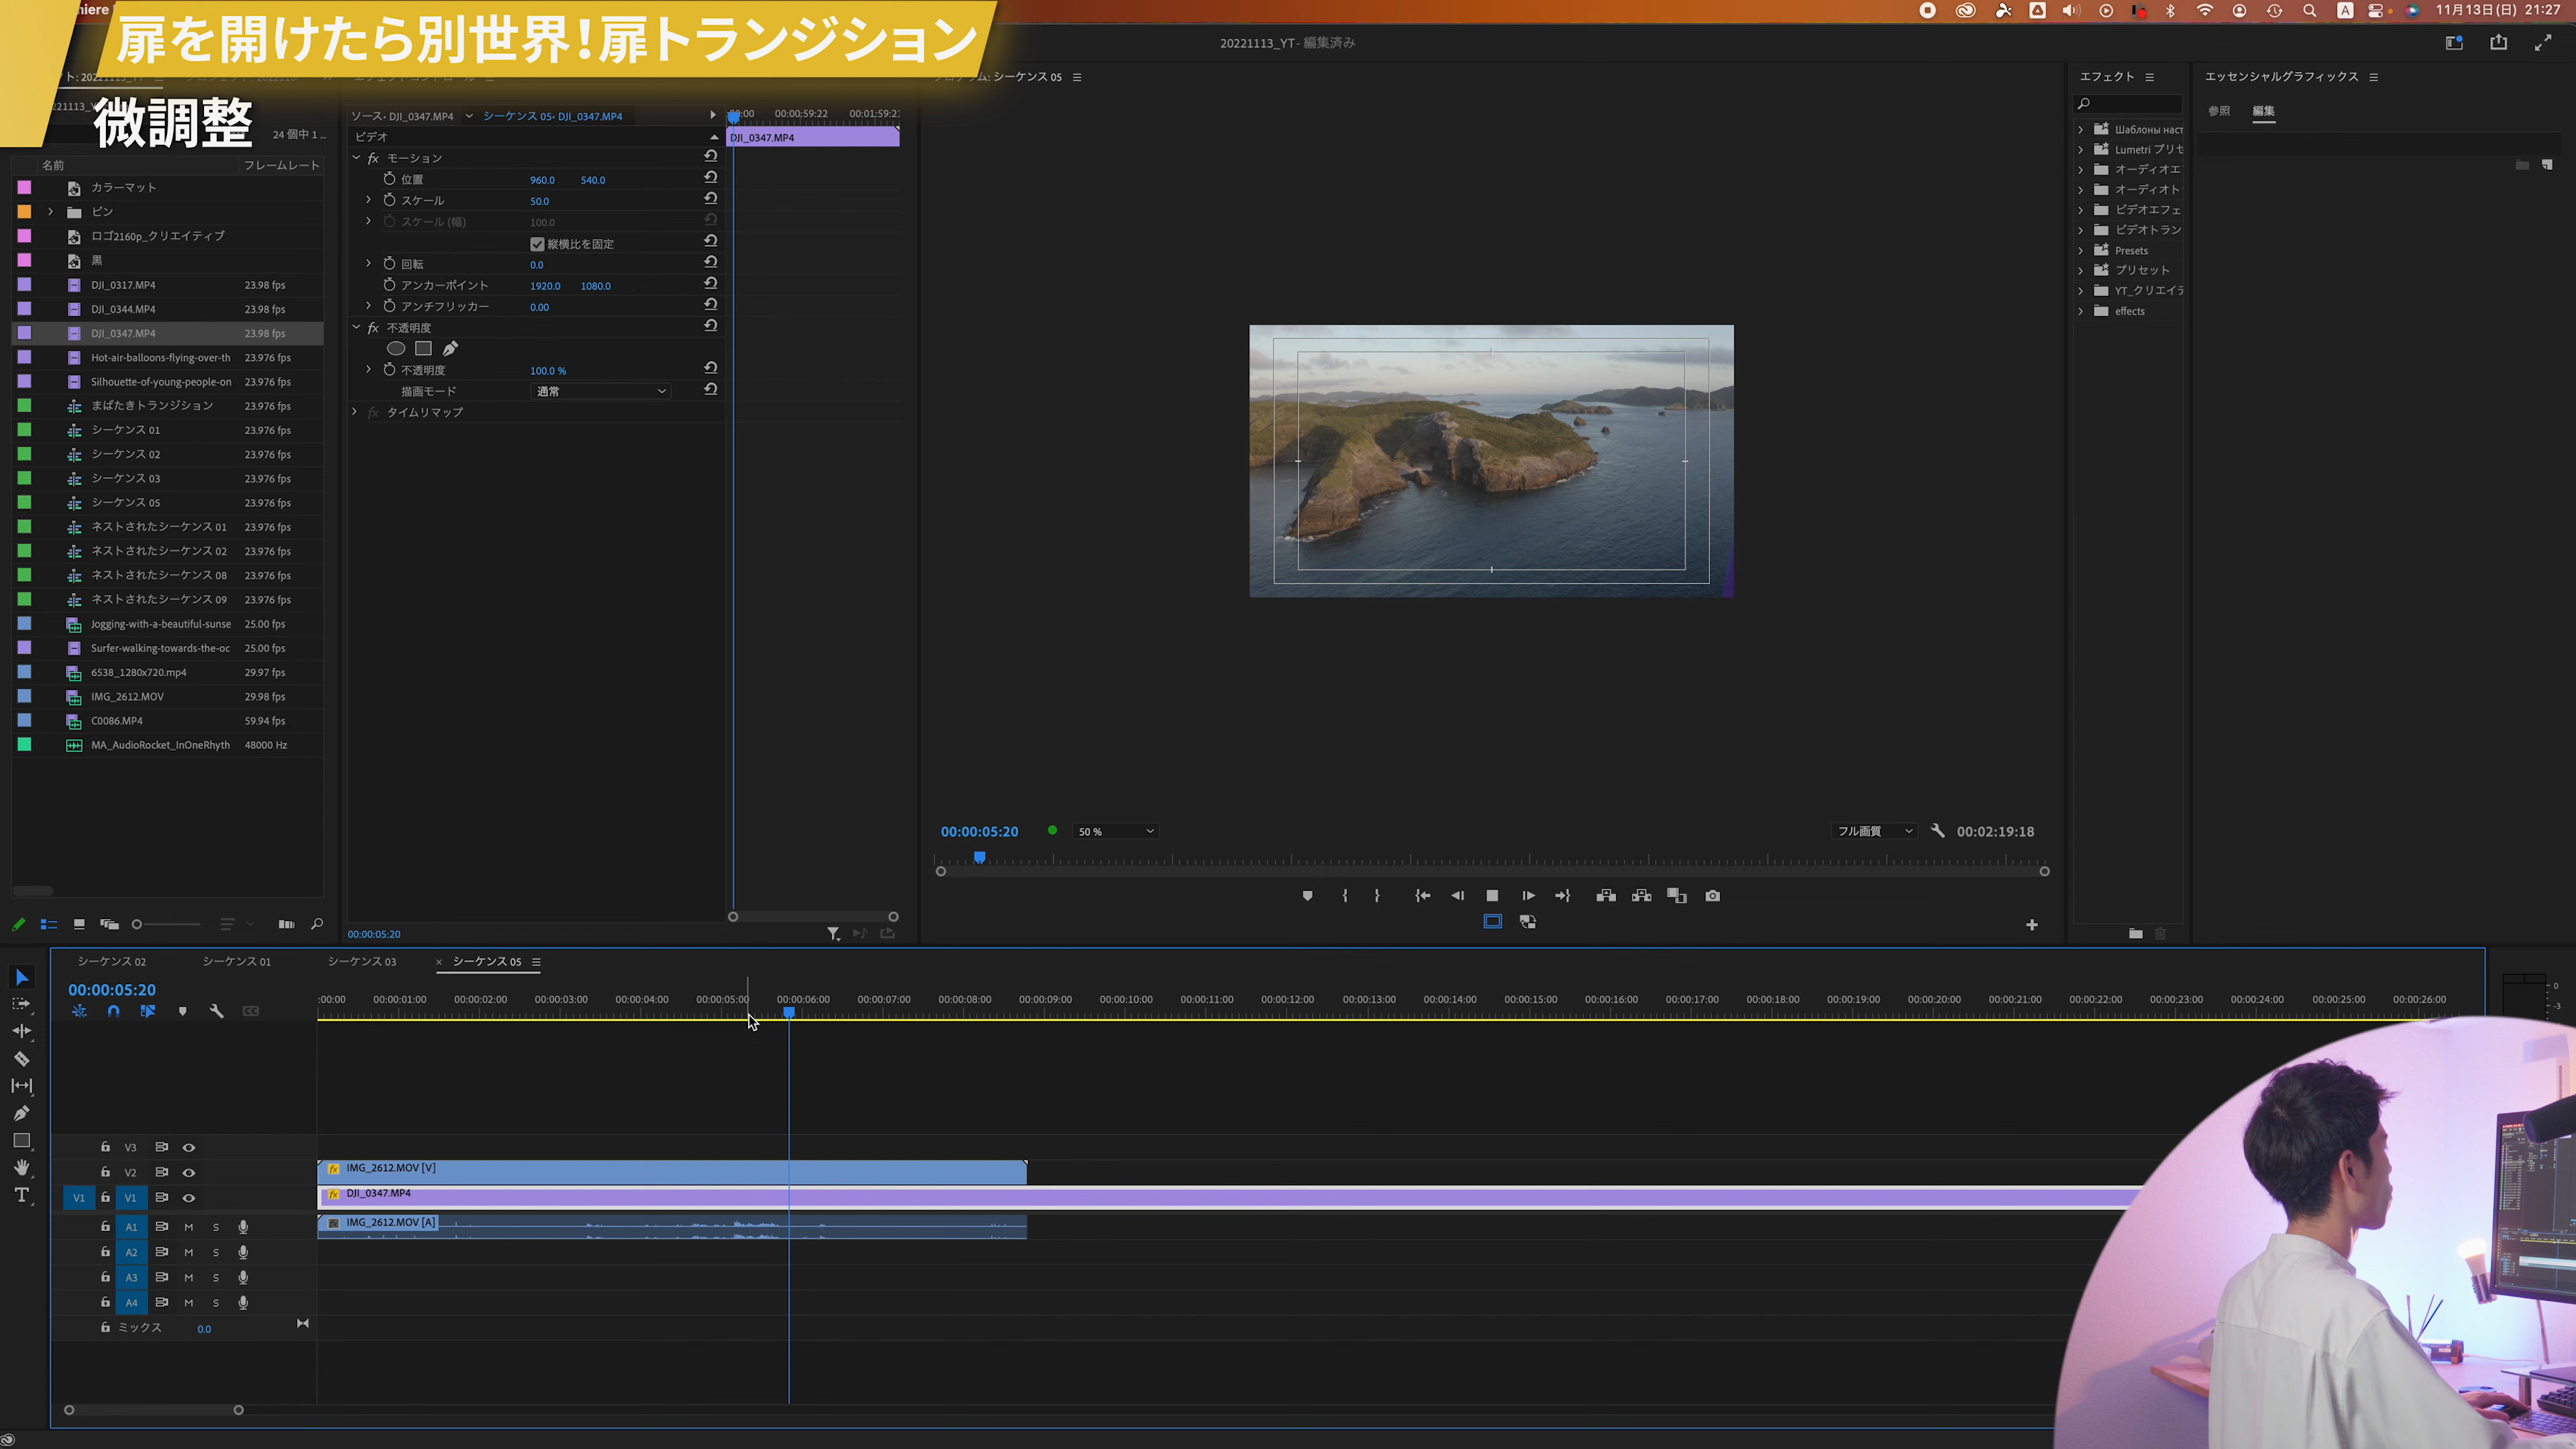 扉を開けたら別世界！扉トランジション
微調整
11月13日(日) 21:27
20221113_YT - 編集済み
プログラム: シーケンス 05
エフェクト
エッセンシャルグラフィックス
参照 編集
24 個中 1 ...
名前 フレームレート
カラーマット
ビン
ロゴ2160p_クリエイティブ
黒
DJI_0317.MP4 23.98 fps
DJI_0344.MP4 23.98 fps
DJI_0347.MP4 23.98 fps
Hot-air-balloons-flying-over-th 23.976 fps
Silhouette-of-young-people-on 23.976 fps
まばたきトランジション 23.976 fps
シーケンス 01 23.976 fps
シーケンス 02 23.976 fps
シーケンス 03 23.976 fps
シーケンス 05 23.976 fps
ネストされたシーケンス 01 23.976 fps
ネストされたシーケンス 02 23.976 fps
ネストされたシーケンス 08 23.976 fps
ネストされたシーケンス 09 23.976 fps
Jogging-with-a-beautiful-sunse 25.00 fps
Surfer-walking-towards-the-oc 25.00 fps
6538_1280x720.mp4 29.97 fps
IMG_2612.MOV 29.98 fps
C0086.MP4 59.94 fps
MA_AudioRocket_InOneRhyth 48000 Hz
ソース・DJI_0347.MP4 シーケンス 05・DJI_0347.MP4
00:00:59:22 00:01:59:2
ビデオ DJI_0347.MP4
fx モーション
位置 960.0 540.0
スケール 50.0
スケール (幅) 100.0
縦横比を固定
回転 0.0
アンカーポイント 1920.0 1080.0
アンチフリッカー 0.00
fx 不透明度
不透明度 100.0 %
描画モード 通常
fx タイムリマップ
00:00:05:20
00:00:05:20 50 % フル画質 00:02:19:18
Шаблоны наст
Lumetri プリセ
オーディオエ
オーディオト
ビデオエフェ
ビデオトラン
Presets
プリセット
YT_クリエイテ
effects
シーケンス 02 シーケンス 01 シーケンス 03 × シーケンス 05
00:00:05:20
:00:00 00:00:01:00 00:00:02:00 00:00:03:00 00:00:04:00 00:00:05:00 00:00:06:00 00:00:07:00 00:00:08:00 00:00:09:00 00:00:10:00 00:00:11:00 00:00:12:00 00:00:13:00 00:00:14:00 00:00:15:00 00:00:16:00 00:00:17:00 00:00:18:00 00:00:19:00 00:00:20:00 00:00:21:00 00:00:22:00 00:00:23:00 00:00:24:00 00:00:25:00 00:00:26:00
0
-3
V3
V2 fx IMG_2612.MOV [V]
V1 V1 fx DJI_0347.MP4
A1 M S fx IMG_2612.MOV [A]
A2 M S
A3 M S
A4 M S
ミックス 0.0